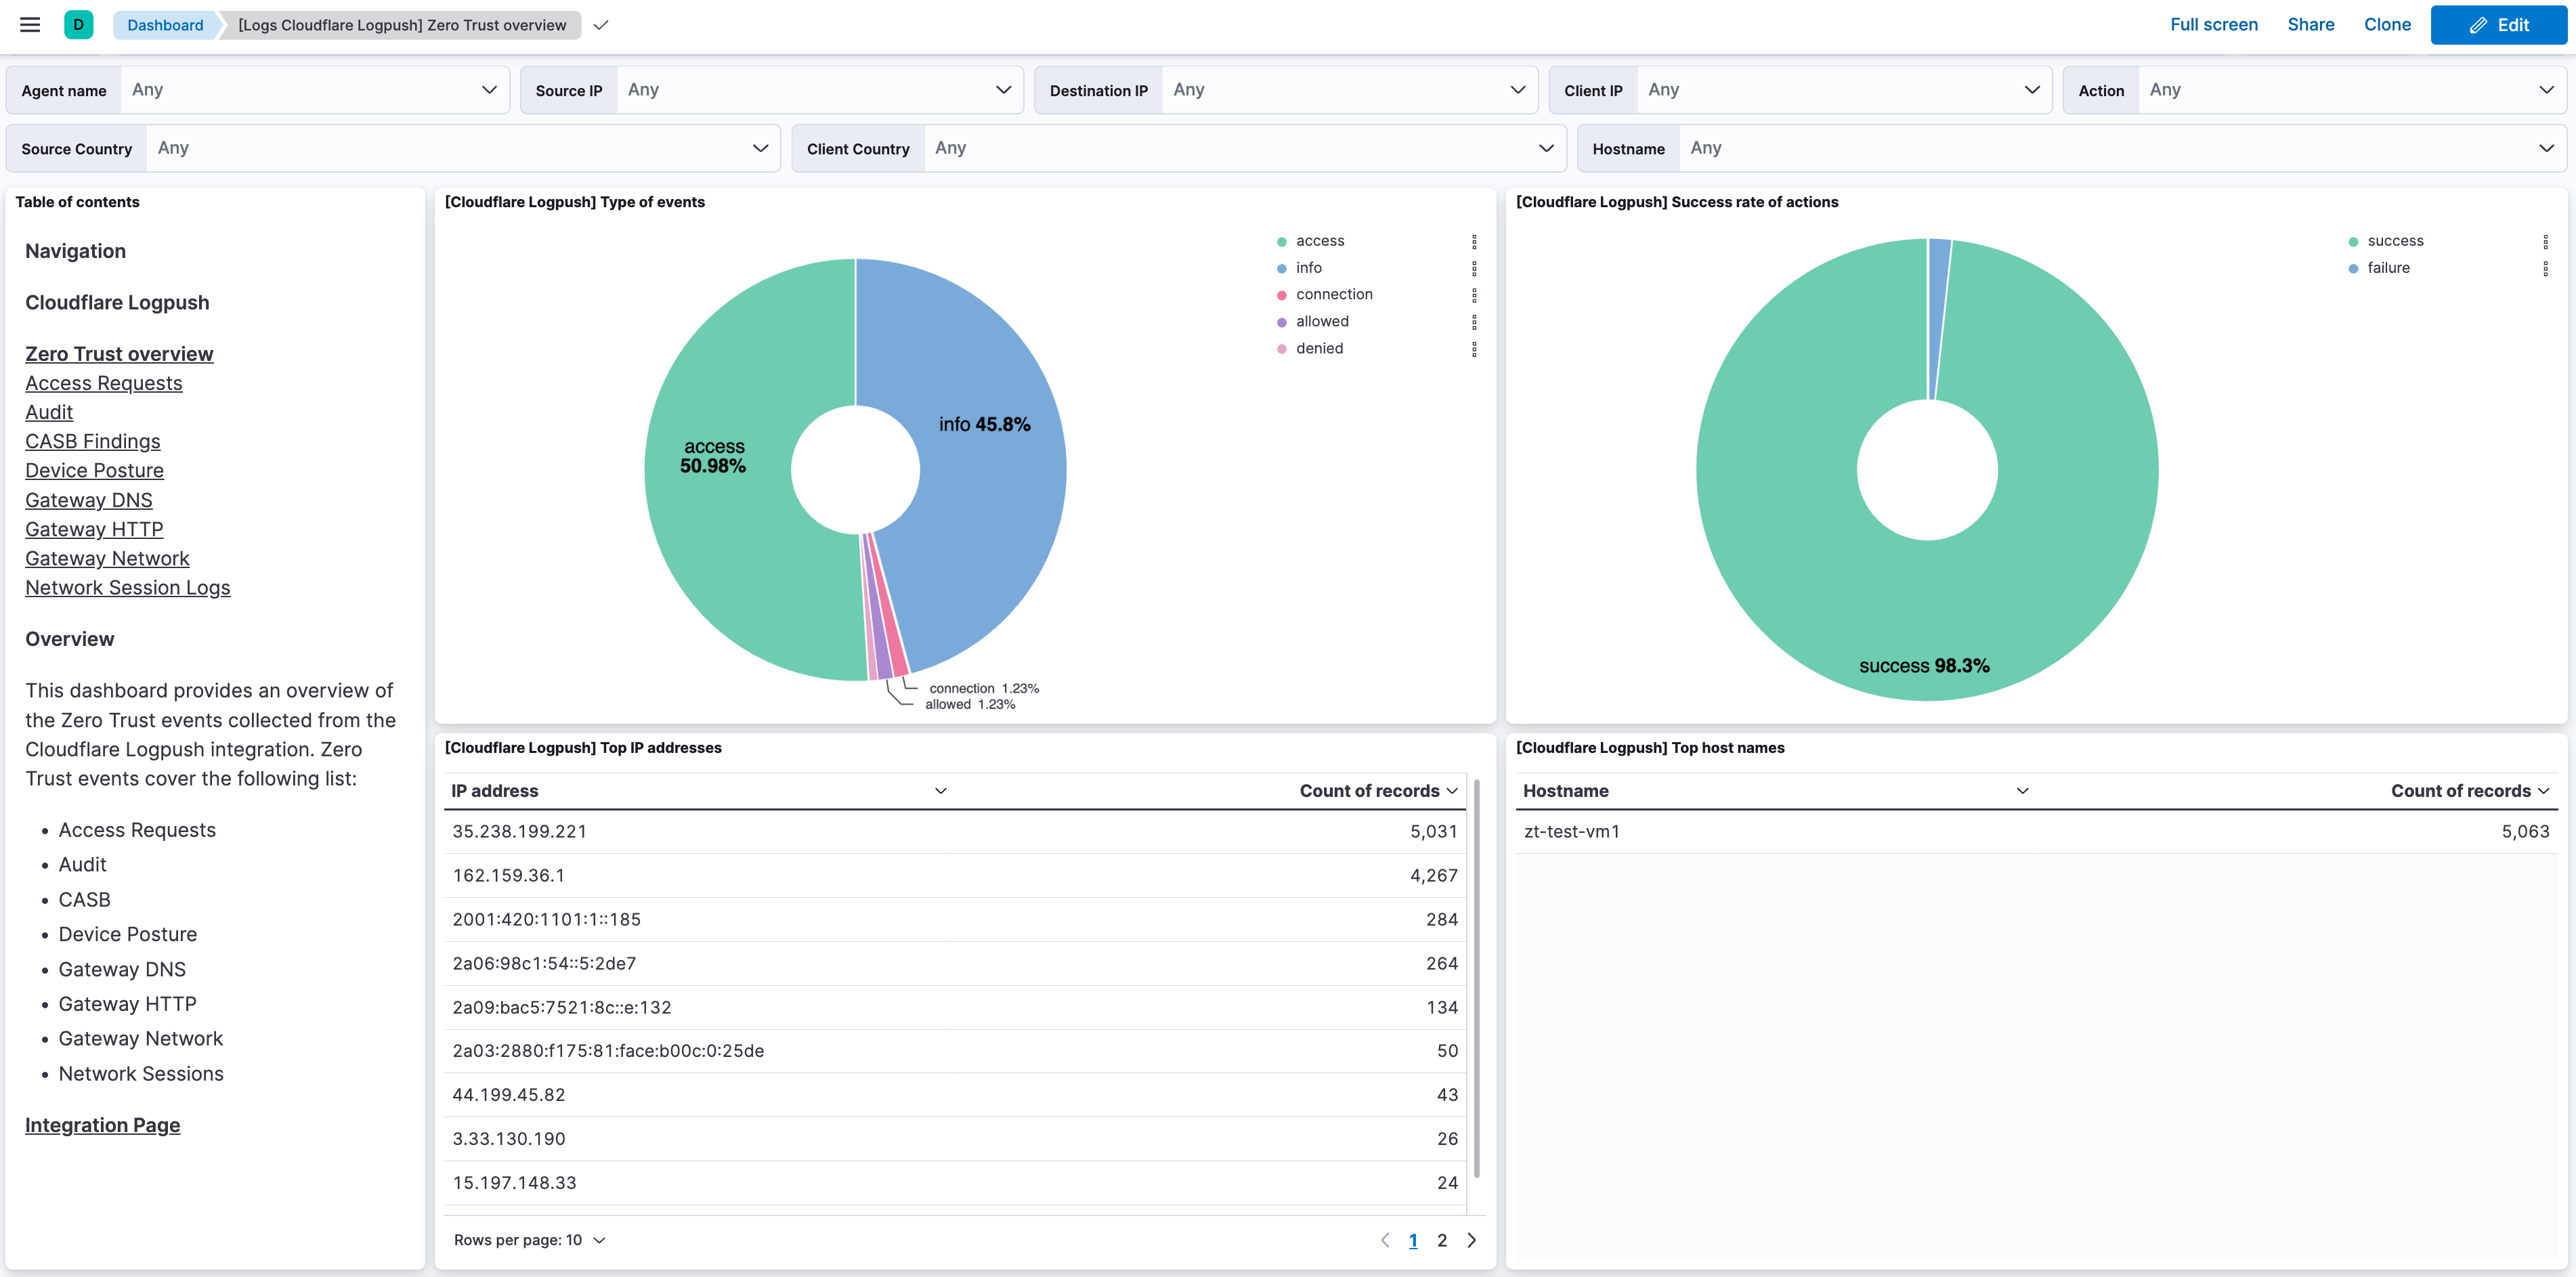 D
Dashboard
[Logs Cloudflare Logpush] Zero Trust overview
Full screen
Share
Clone
Edit
Agent name
Any
Source IP
Any
Destination IP
Any
Client IP
Any
Action
Any
Source Country
Any
Client Country
Any
Hostname
Any
Table of contents
Navigation
Cloudflare Logpush
Zero Trust overview
Access Requests
Audit
CASB Findings
Device Posture
Gateway DNS
Gateway HTTP
Gateway Network
Network Session Logs
Overview
This dashboard provides an overview of
the Zero Trust events collected from the
Cloudflare Logpush integration. Zero
Trust events cover the following list:
• Access Requests
• Audit
• CASB
• Device Posture
• Gateway DNS
• Gateway HTTP
• Gateway Network
• Network Sessions
Integration Page
[Cloudflare Logpush] Type of events
access
info
connection
allowed
denied
access
50.98%
info 45.8%
connection 1.23%
allowed 1.23%
[Cloudflare Logpush] Success rate of actions
success
failure
success 98.3%
[Cloudflare Logpush] Top IP addresses
IP address Count of records
35.238.199.221 5,031
162.159.36.1 4,267
2001:420:1101:1::185 284
2a06:98c1:54::5:2de7 264
2a09:bac5:7521:8c::e:132 134
2a03:2880:f175:81:face:b00c:0:25de 50
44.199.45.82 43
3.33.130.190 26
15.197.148.33 24
Rows per page: 10
1 2
[Cloudflare Logpush] Top host names
Hostname Count of records
zt-test-vm1 5,063